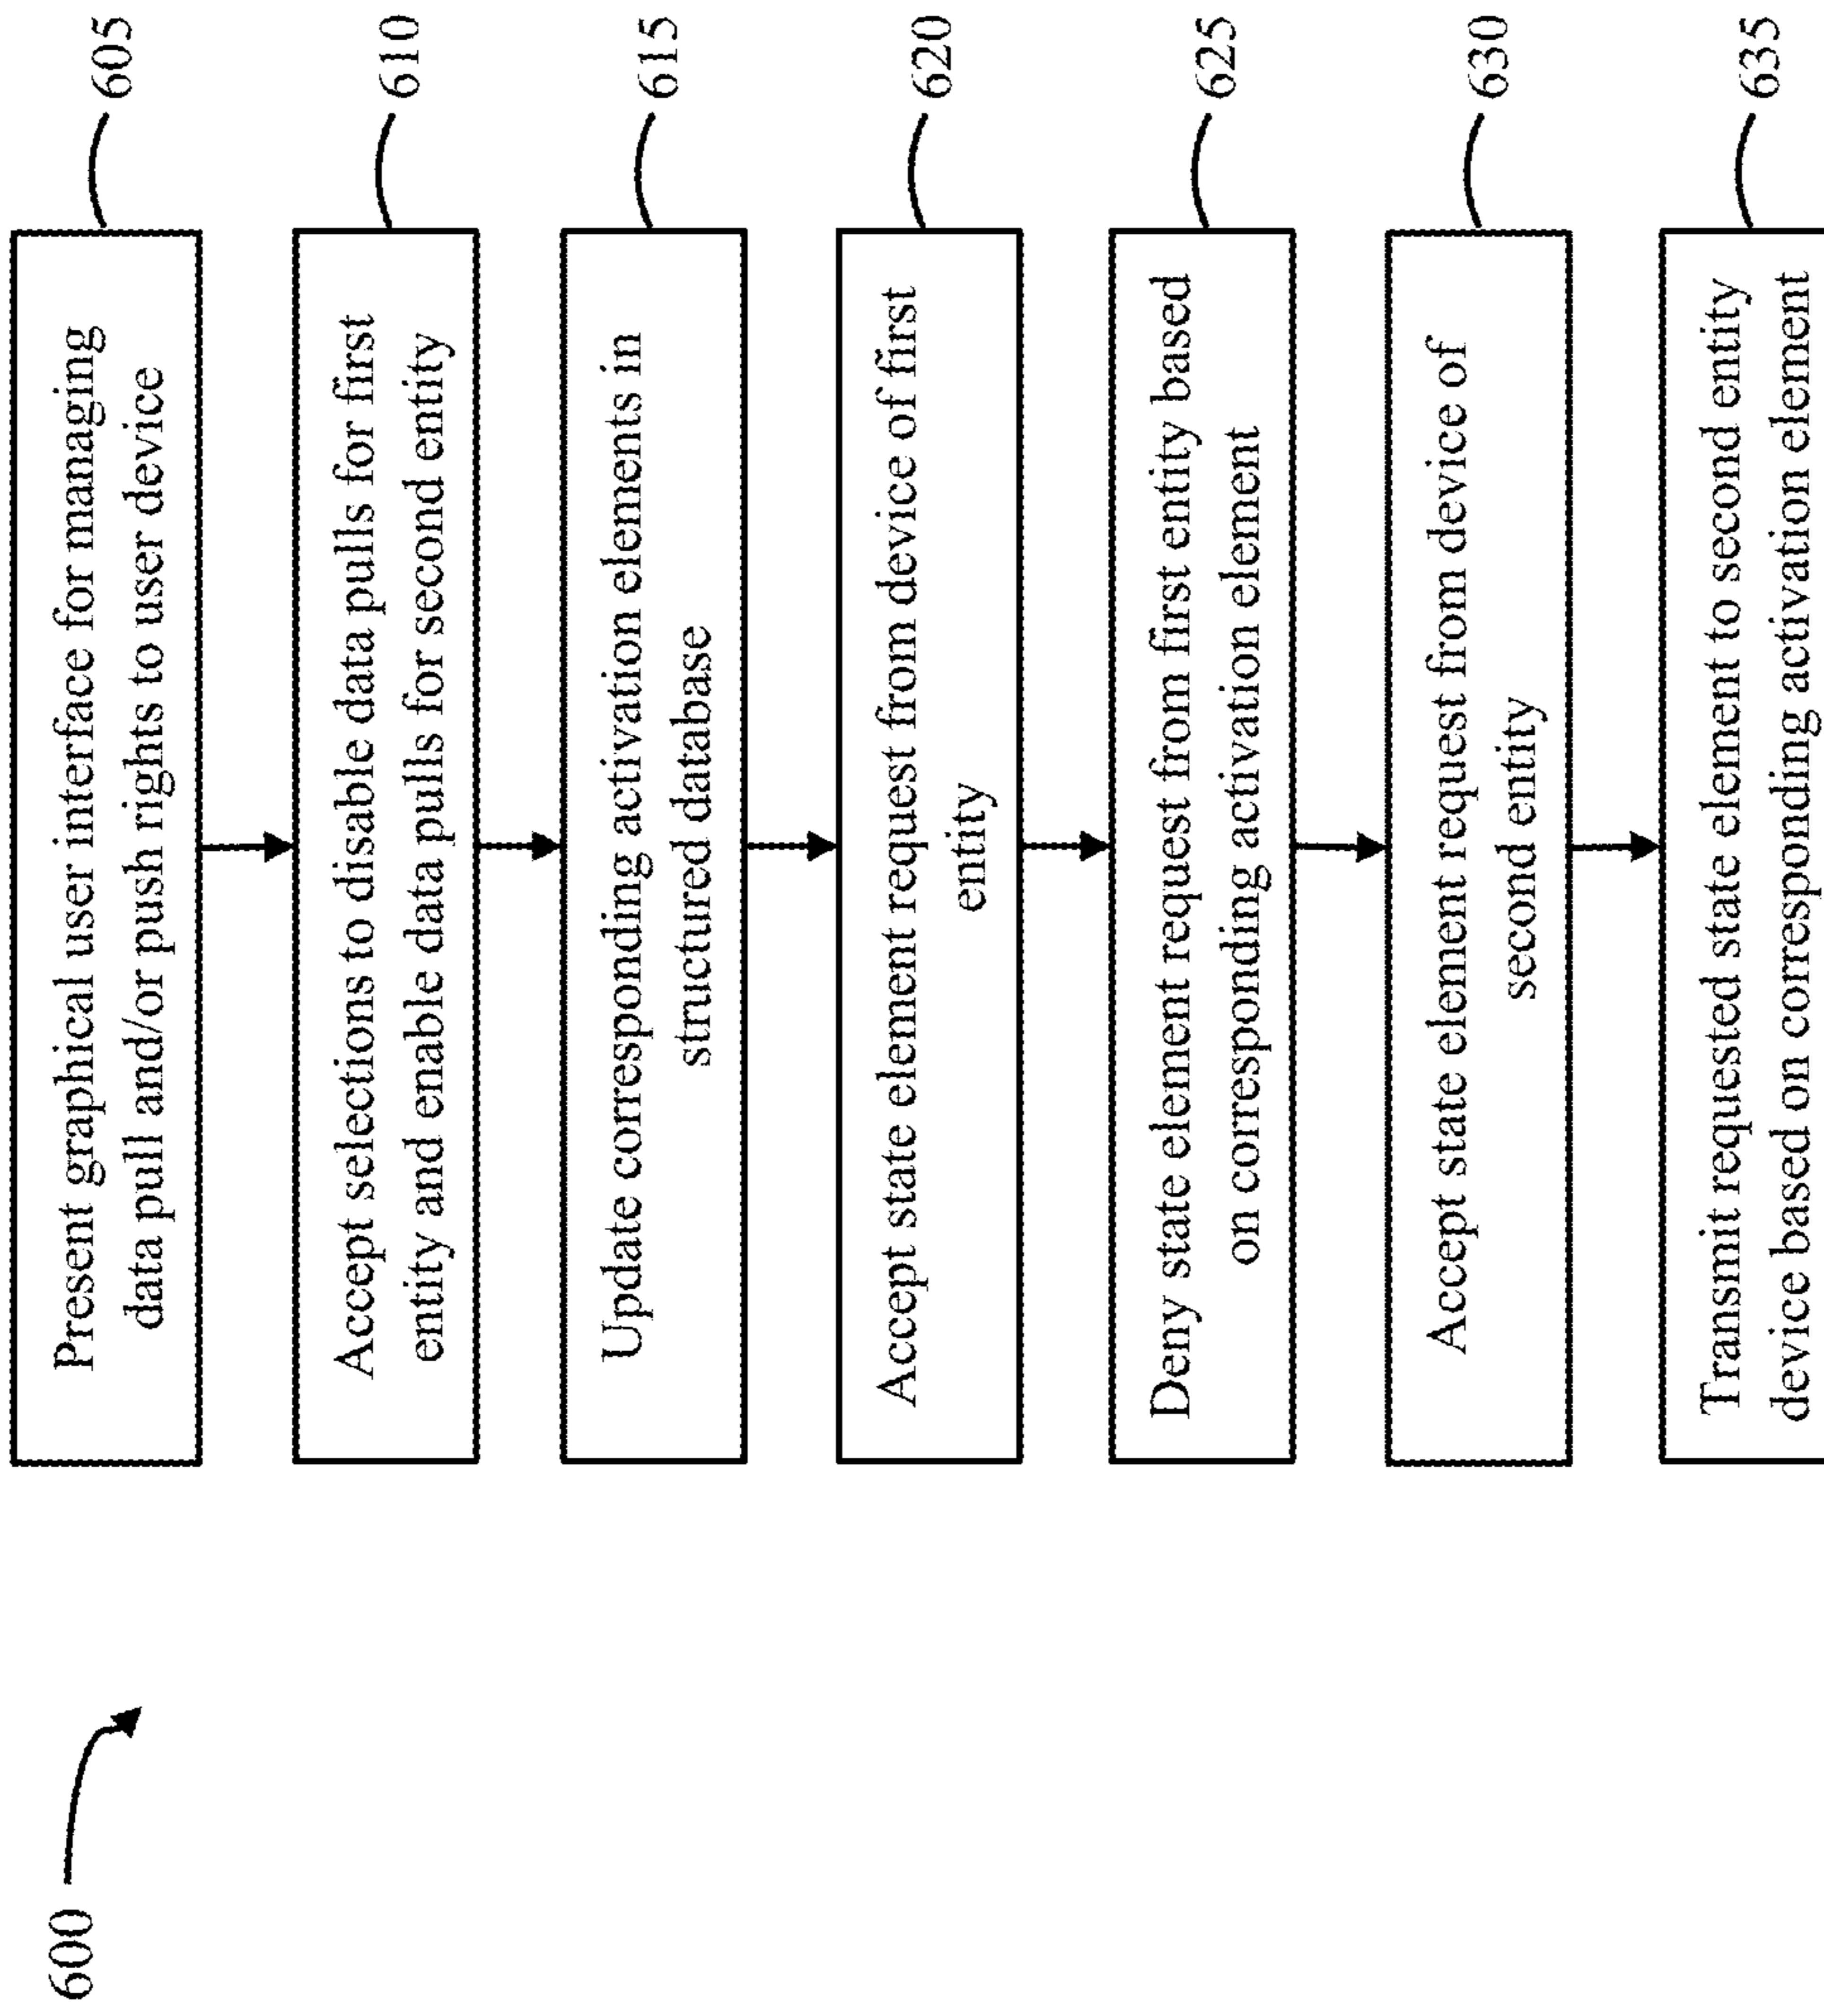 600
Present graphical user interface for managing
data pull and/or push rights to user device
605
Accept selections to disable data pulls for first
entity and enable data pulls for second entity
610
Update corresponding activation elements in
structured database
615
Accept state element request from device of first
entity
620
Deny state element request from first entity based
on corresponding activation element
625
Accept state element request from device of
second entity
630
Transmit requested state element to second entity
device based on corresponding activation element
635